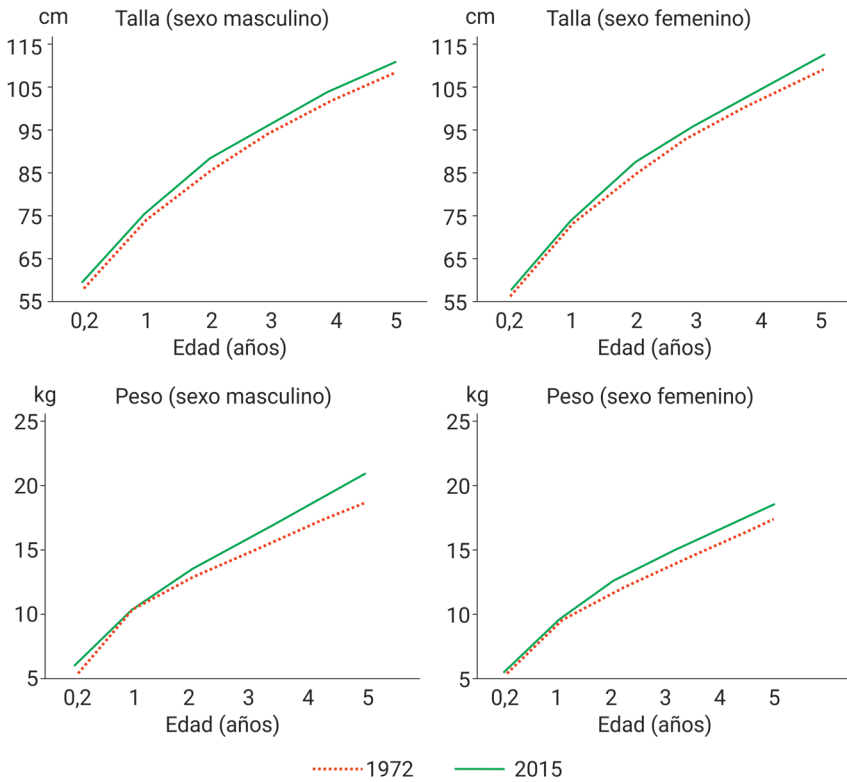 cm Talla (sexo masculino)
115
105
95
85
75
65
55
0,2 1 2 3 4 5
Edad (años)
cm Talla (sexo femenino)
115
105
95
85
75
65
55
0,2 1 2 3 4 5
Edad (años)
kg Peso (sexo masculino)
25
20
15
10
5
0,2 1 2 3 4 5
Edad (años)
kg Peso (sexo femenino)
25
20
15
10
5
0,2 1 2 3 4 5
Edad (años)
1972 2015